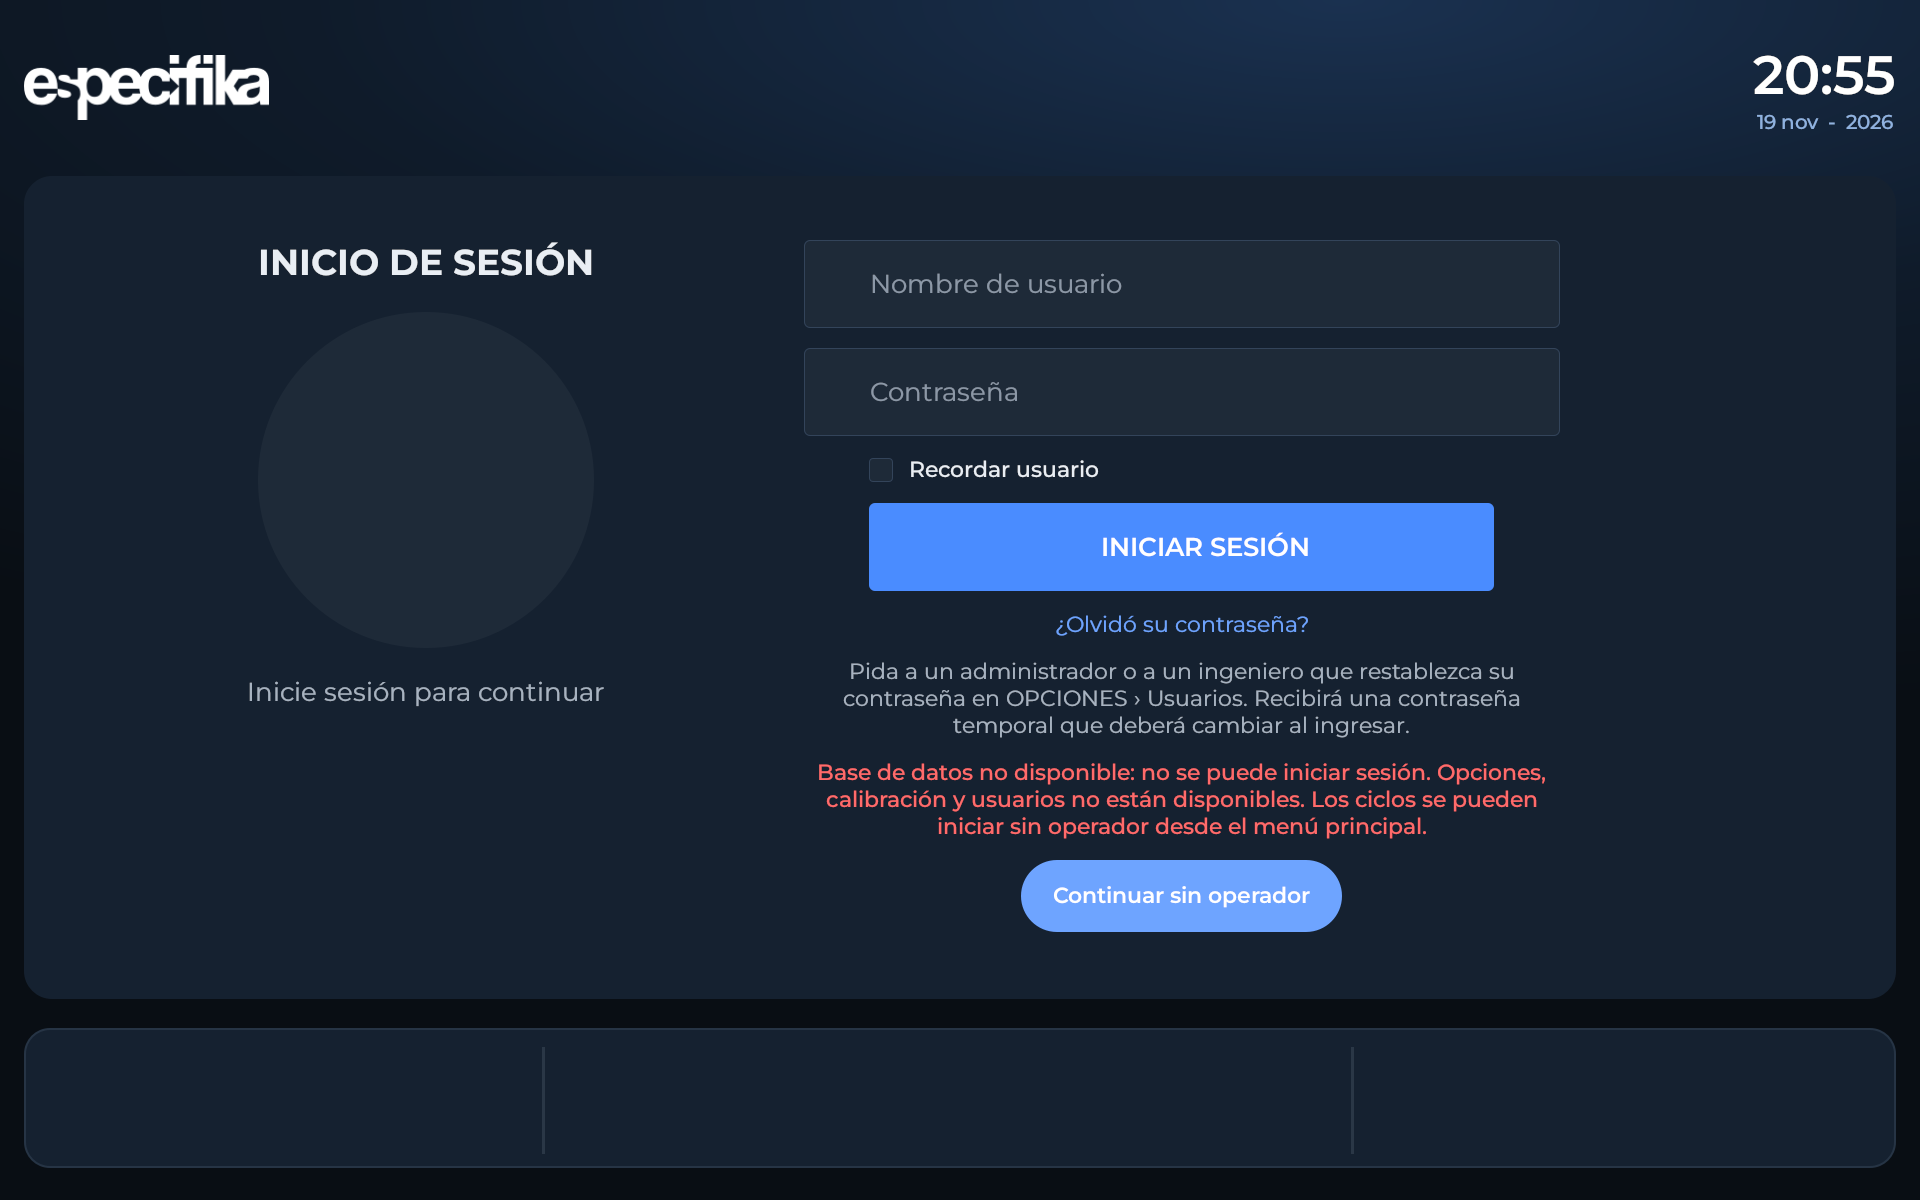 especifika
20:55
19 nov - 2026
INICIO DE SESIÓN
Inicie sesión para continuar
Nombre de usuario
Contraseña
Recordar usuario
INICIAR SESIÓN
¿Olvidó su contraseña?
Pida a un administrador o a un ingeniero que restablezca su
contraseña en OPCIONES › Usuarios. Recibirá una contraseña
temporal que deberá cambiar al ingresar.
Base de datos no disponible: no se puede iniciar sesión. Opciones,
calibración y usuarios no están disponibles. Los ciclos se pueden
iniciar sin operador desde el menú principal.
Continuar sin operador